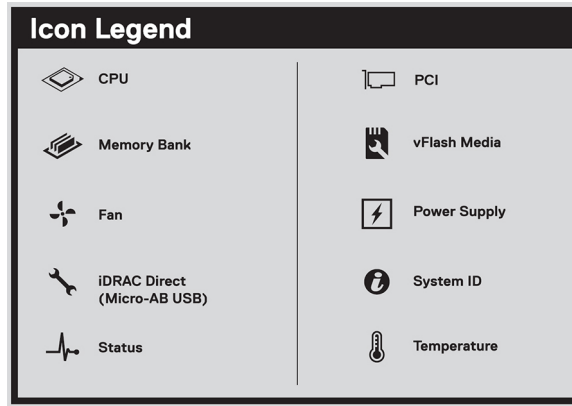 Icon Legend
CPU
Memory Bank
Fan
iDRAC Direct
(Micro-AB USB)
Status
PCI
vFlash Media
Power Supply
System ID
Temperature